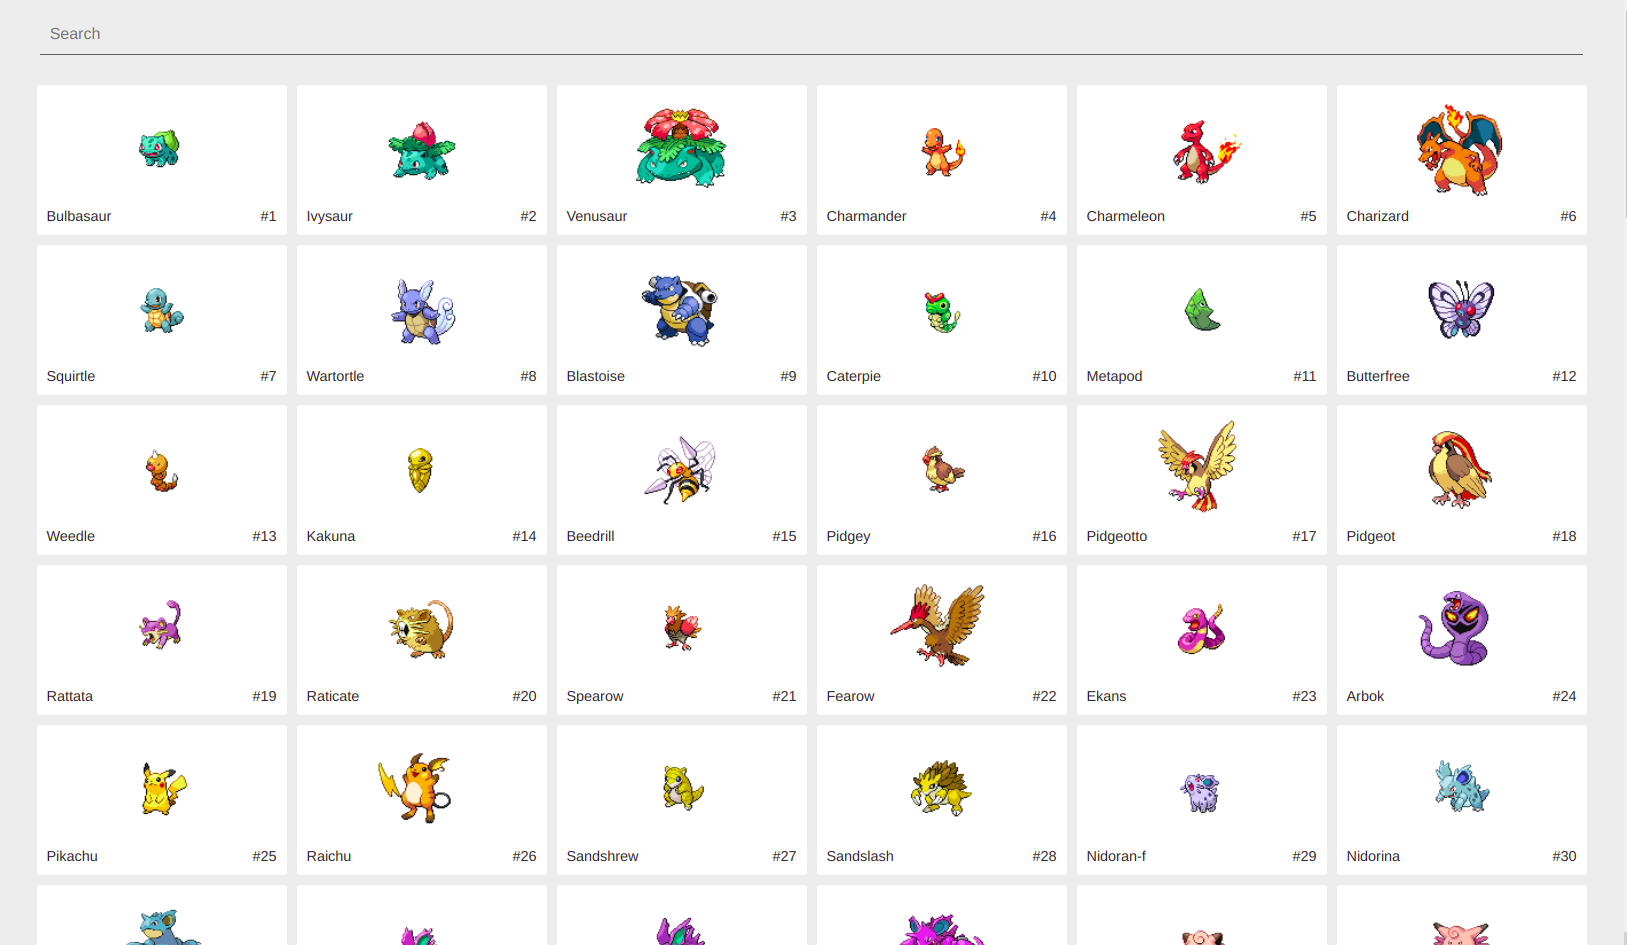 Search
Bulbasaur #1 Ivysaur #2 Venusaur #3 Charmander #4 Charmeleon #5 Charizard #6
Squirtle #7 Wartortle #8 Blastoise #9 Caterpie #10 Metapod #11 Butterfree #12
Weedle #13 Kakuna #14 Beedrill #15 Pidgey #16 Pidgeotto #17 Pidgeot #18
Rattata #19 Raticate #20 Spearow #21 Fearow #22 Ekans #23 Arbok #24
Pikachu #25 Raichu #26 Sandshrew #27 Sandslash #28 Nidoran-f #29 Nidorina #30